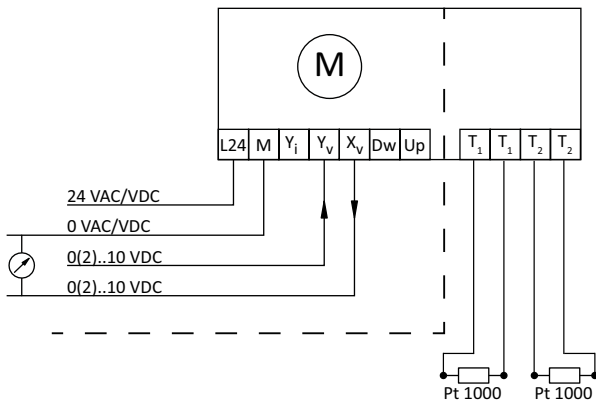 M
L24 M Yi Yv Xv Dw Up T1 T1 T2 T2
24 VAC/VDC
0 VAC/VDC
0(2)..10 VDC
0(2)..10 VDC
Pt 1000 Pt 1000